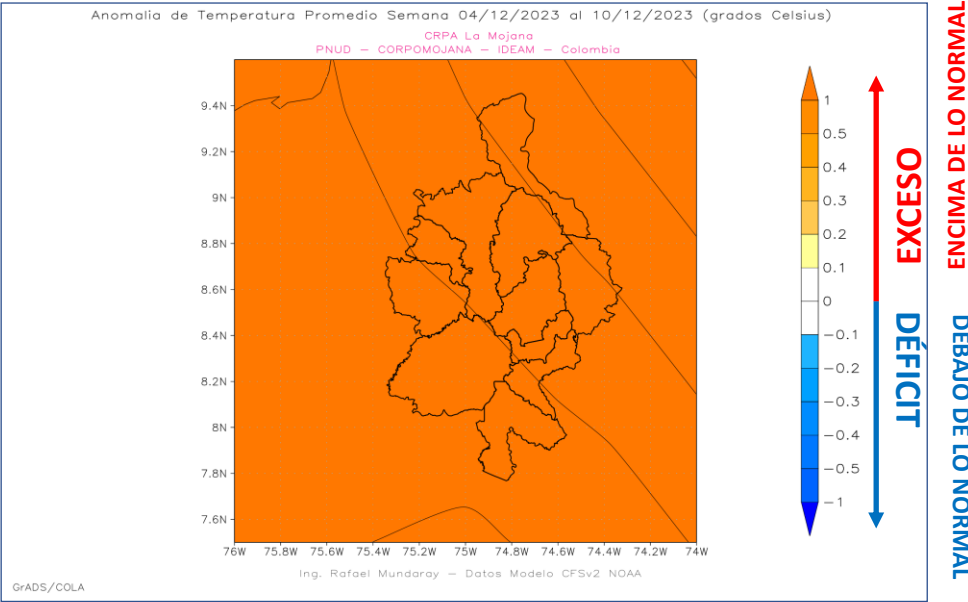 Anomalia de Temperatura Promedio Semana 04/12/2023 al 10/12/2023 (grados Celsius)
CRPA La Mojana
PNUD – CORPOMOJANA – IDEAM – Colombia
9.4N
9.2N
9N
8.8N
8.6N
8.4N
8.2N
8N
7.8N
7.6N
76W 75.8W 75.6W 75.4W 75.2W 75W 74.8W 74.6W 74.4W 74.2W 74W
1
0.5
0.4
0.3
0.2
0.1
0
−0.1
−0.2
−0.3
−0.4
−0.5
−1
EXCESO
DÉFICIT
ENCIMA DE LO NORMAL
DEBAJO DE LO NORMAL
Ing. Rafael Mundaray – Datos Modelo CFSv2 NOAA
GrADS/COLA